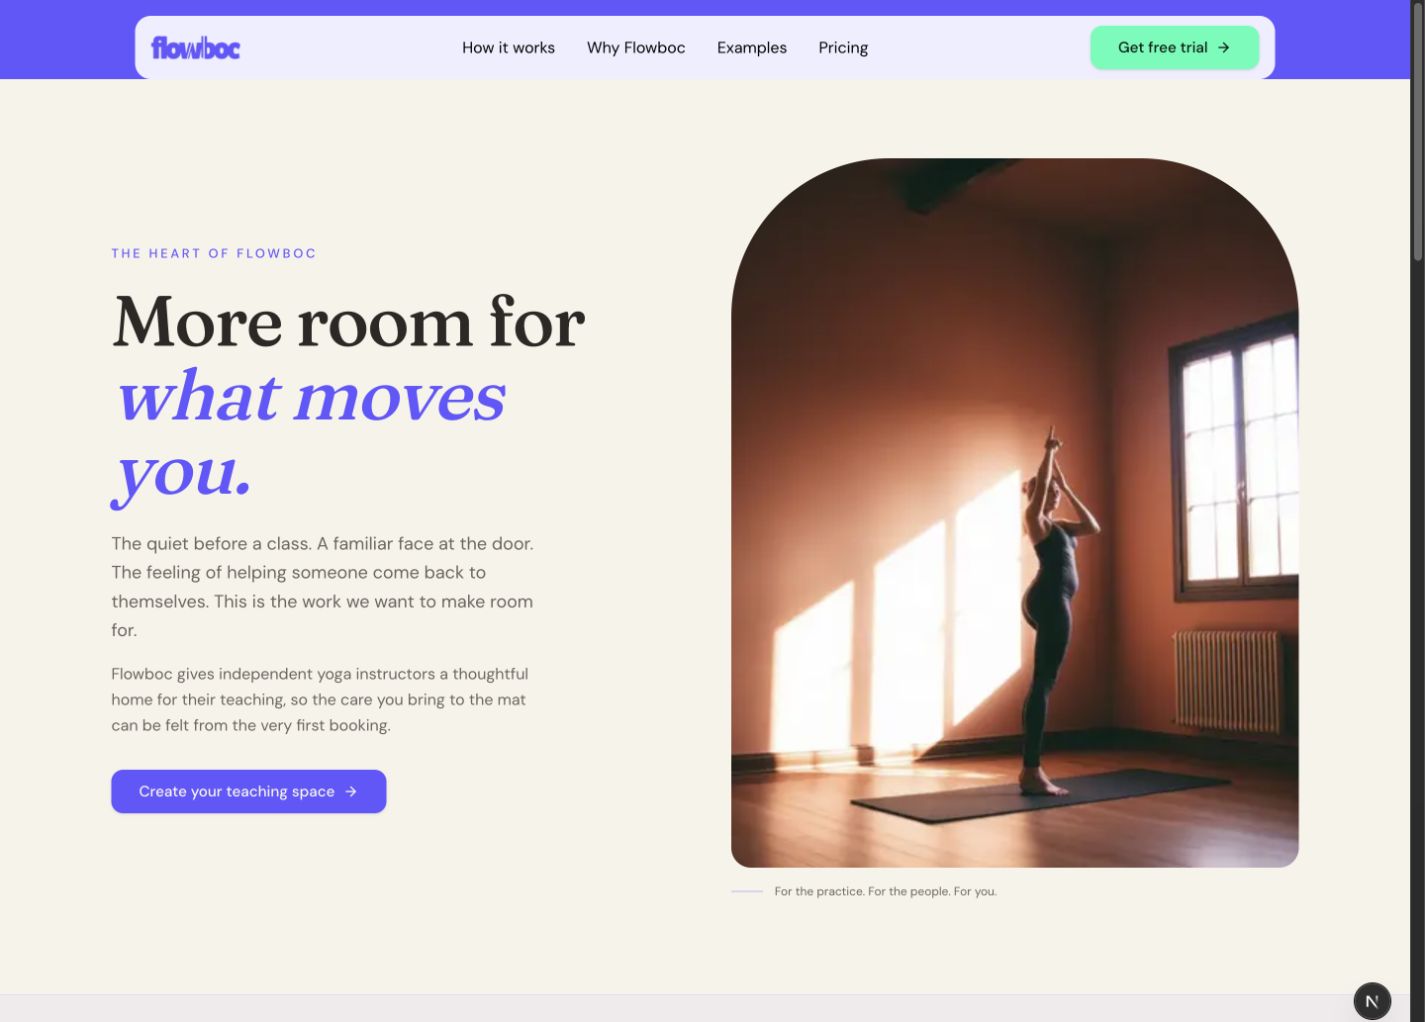 flowboc
How it works
Why Flowboc
Examples
Pricing
Get free trial →
THE HEART OF FLOWBOC
More room for
what moves
you.
The quiet before a class. A familiar face at the door.
The feeling of helping someone come back to
themselves. This is the work we want to make room
for.
Flowboc gives independent yoga instructors a thoughtful
home for their teaching, so the care you bring to the mat
can be felt from the very first booking.
Create your teaching space →
For the practice. For the people. For you.
N